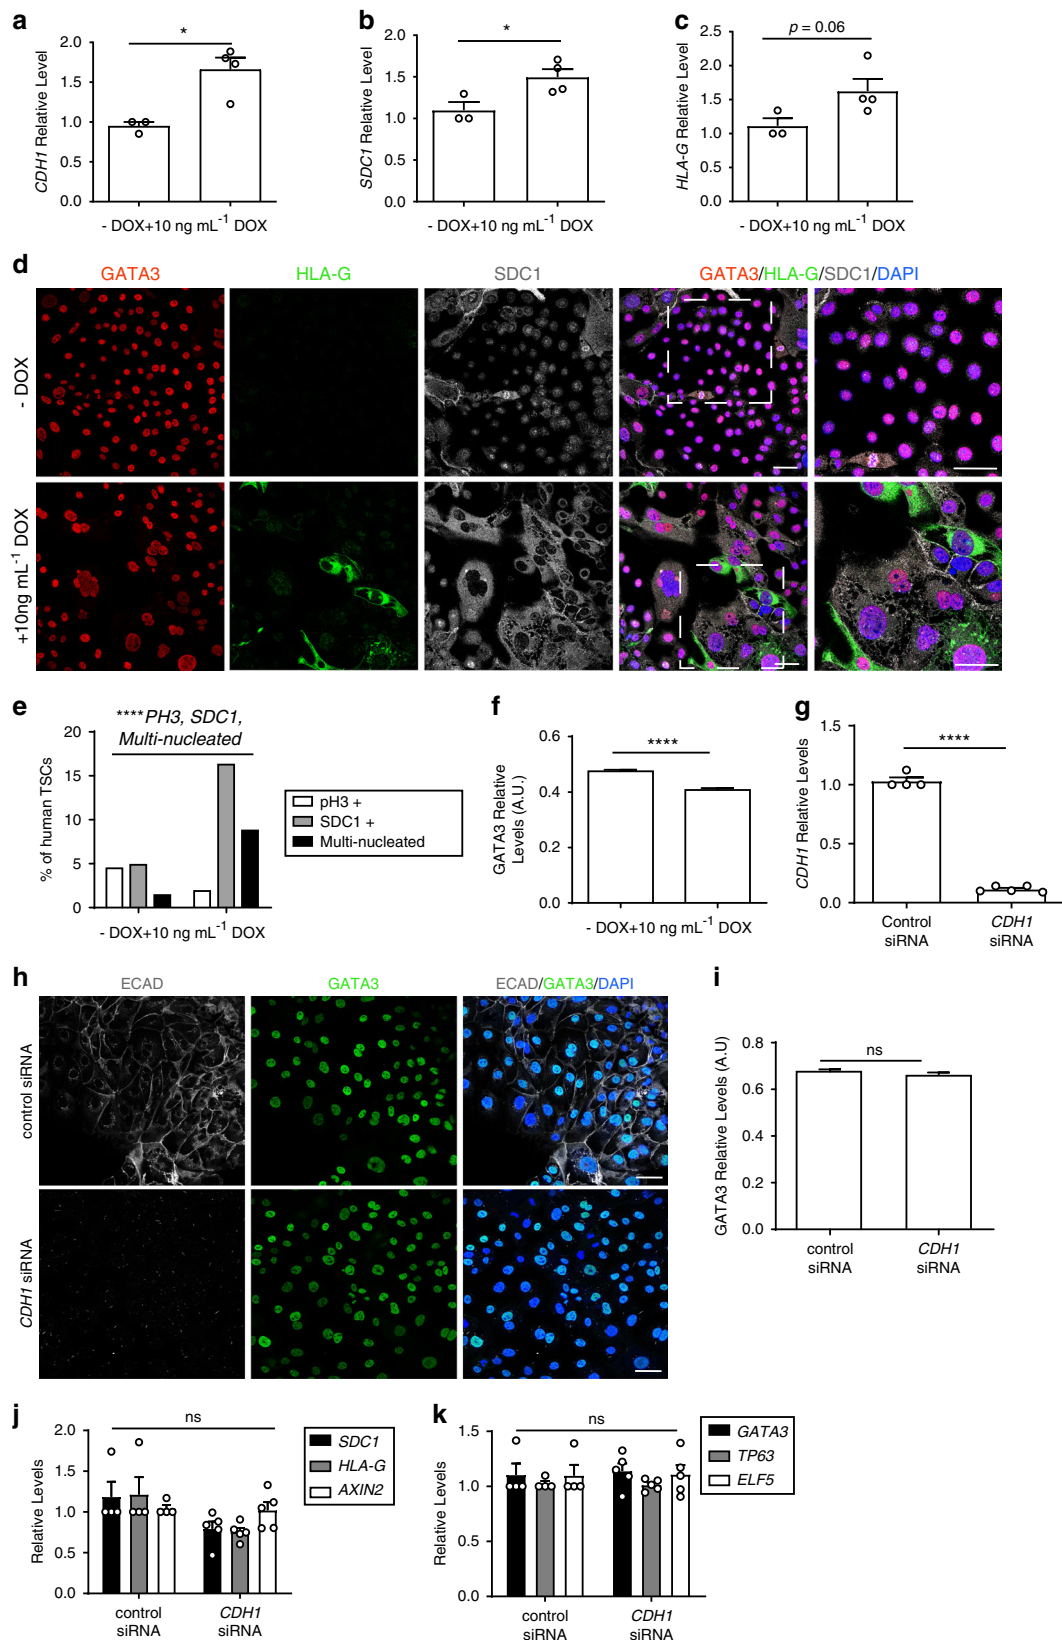 a
*
CDH1 Relative Level
2.0
1.5
1.0
0.5
0.0
- DOX+10 ng mL⁻¹ DOX
b
*
SDC1 Relative Level
2.0
1.5
1.0
0.5
0.0
- DOX+10 ng mL⁻¹ DOX
c
p = 0.06
HLA-G Relative Level
2.5
2.0
1.5
1.0
0.5
0.0
- DOX+10 ng mL⁻¹ DOX
d
GATA3
HLA-G
SDC1
GATA3/HLA-G/SDC1/DAPI
- DOX
+10ng mL⁻¹ DOX
e
****PH3, SDC1,
Multi-nucleated
% of human TSCs
20
15
10
5
0
- DOX+10 ng mL⁻¹ DOX
pH3 +
SDC1 +
Multi-nucleated
f
****
GATA3 Relative
Levels (A.U.)
0.6
0.4
0.2
0.0
- DOX+10 ng mL⁻¹ DOX
g
****
CDH1 Relative Levels
1.5
1.0
0.5
0.0
Control
siRNA
CDH1
siRNA
h
ECAD
GATA3
ECAD/GATA3/DAPI
control siRNA
CDH1 siRNA
i
ns
GATA3 Relative Levels (A.U)
0.8
0.6
0.4
0.2
0.0
control
siRNA
CDH1
siRNA
j
ns
Relative Levels
2.0
1.5
1.0
0.5
0.0
control
siRNA
CDH1
siRNA
SDC1
HLA-G
AXIN2
k
ns
Relative Levels
1.5
1.0
0.5
0.0
control
siRNA
CDH1
siRNA
GATA3
TP63
ELF5